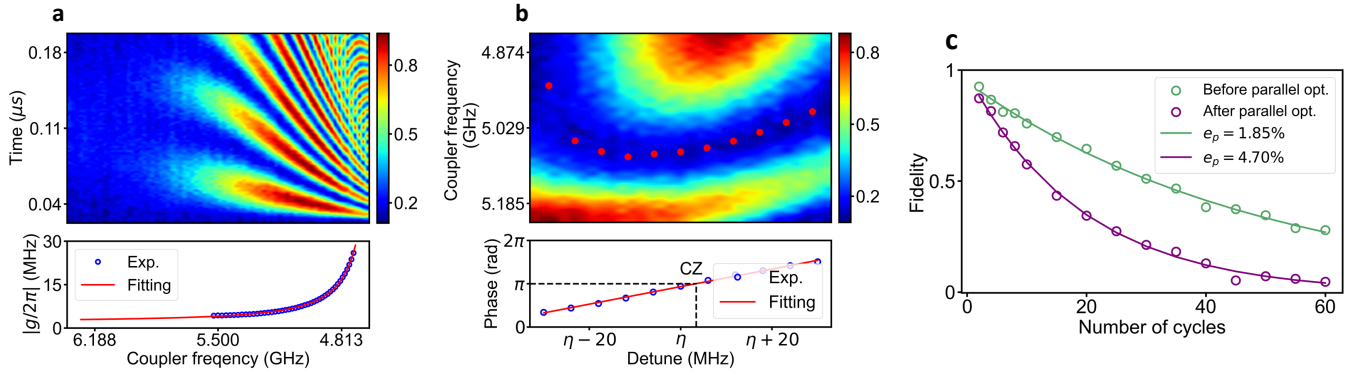 a
0.18
0.11
0.04
Time (μs)
0.8
0.5
0.2
30
15
0
|g/2π| (MHz)
Exp.
Fitting
6.188
5.500
4.813
Coupler freqency (GHz)
b
4.874
5.029
5.185
Coupler frequency
(GHz)
0.8
0.5
0.2
2π
π
0
Phase (rad)
CZ
Exp.
Fitting
η − 20
η
η + 20
Detune (MHz)
c
1
0.5
0
Fidelity
Before parallel opt.
After parallel opt.
eₚ = 1.85%
eₚ = 4.70%
0
20
40
60
Number of cycles